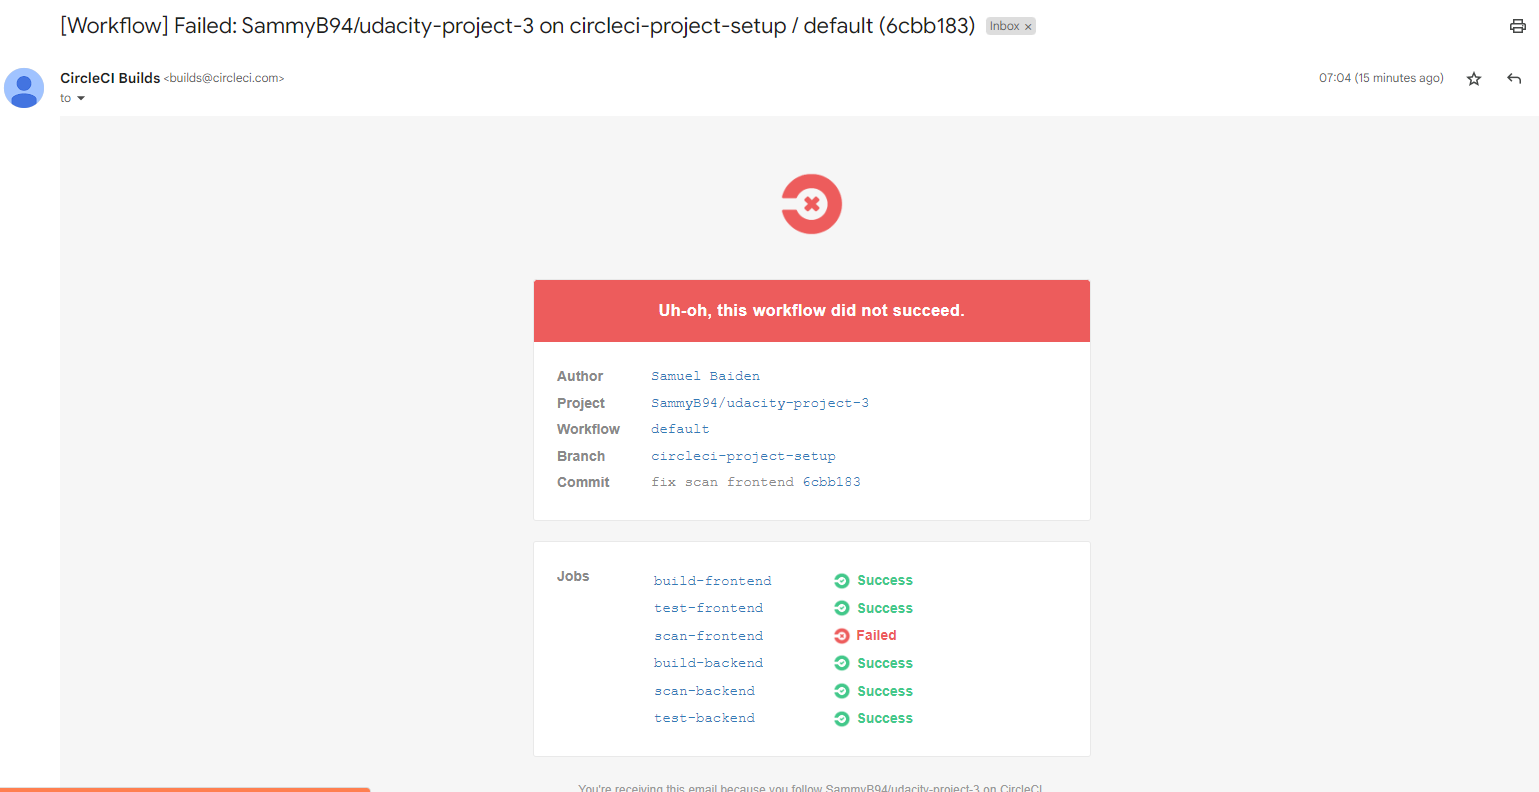 [Workflow] Failed: SammyB94/udacity-project-3 on circleci-project-setup / default (6cbb183) Inbox ×
CircleCI Builds <builds@circleci.com> 07:04 (15 minutes ago)
to
Uh-oh, this workflow did not succeed.
Author Samuel Baiden
Project SammyB94/udacity-project-3
Workflow default
Branch circleci-project-setup
Commit fix scan frontend 6cbb183
Jobs build-frontend Success
test-frontend Success
scan-frontend Failed
build-backend Success
scan-backend Success
test-backend Success
You're receiving this email because you follow SammyB94/udacity-project-3 on CircleCI